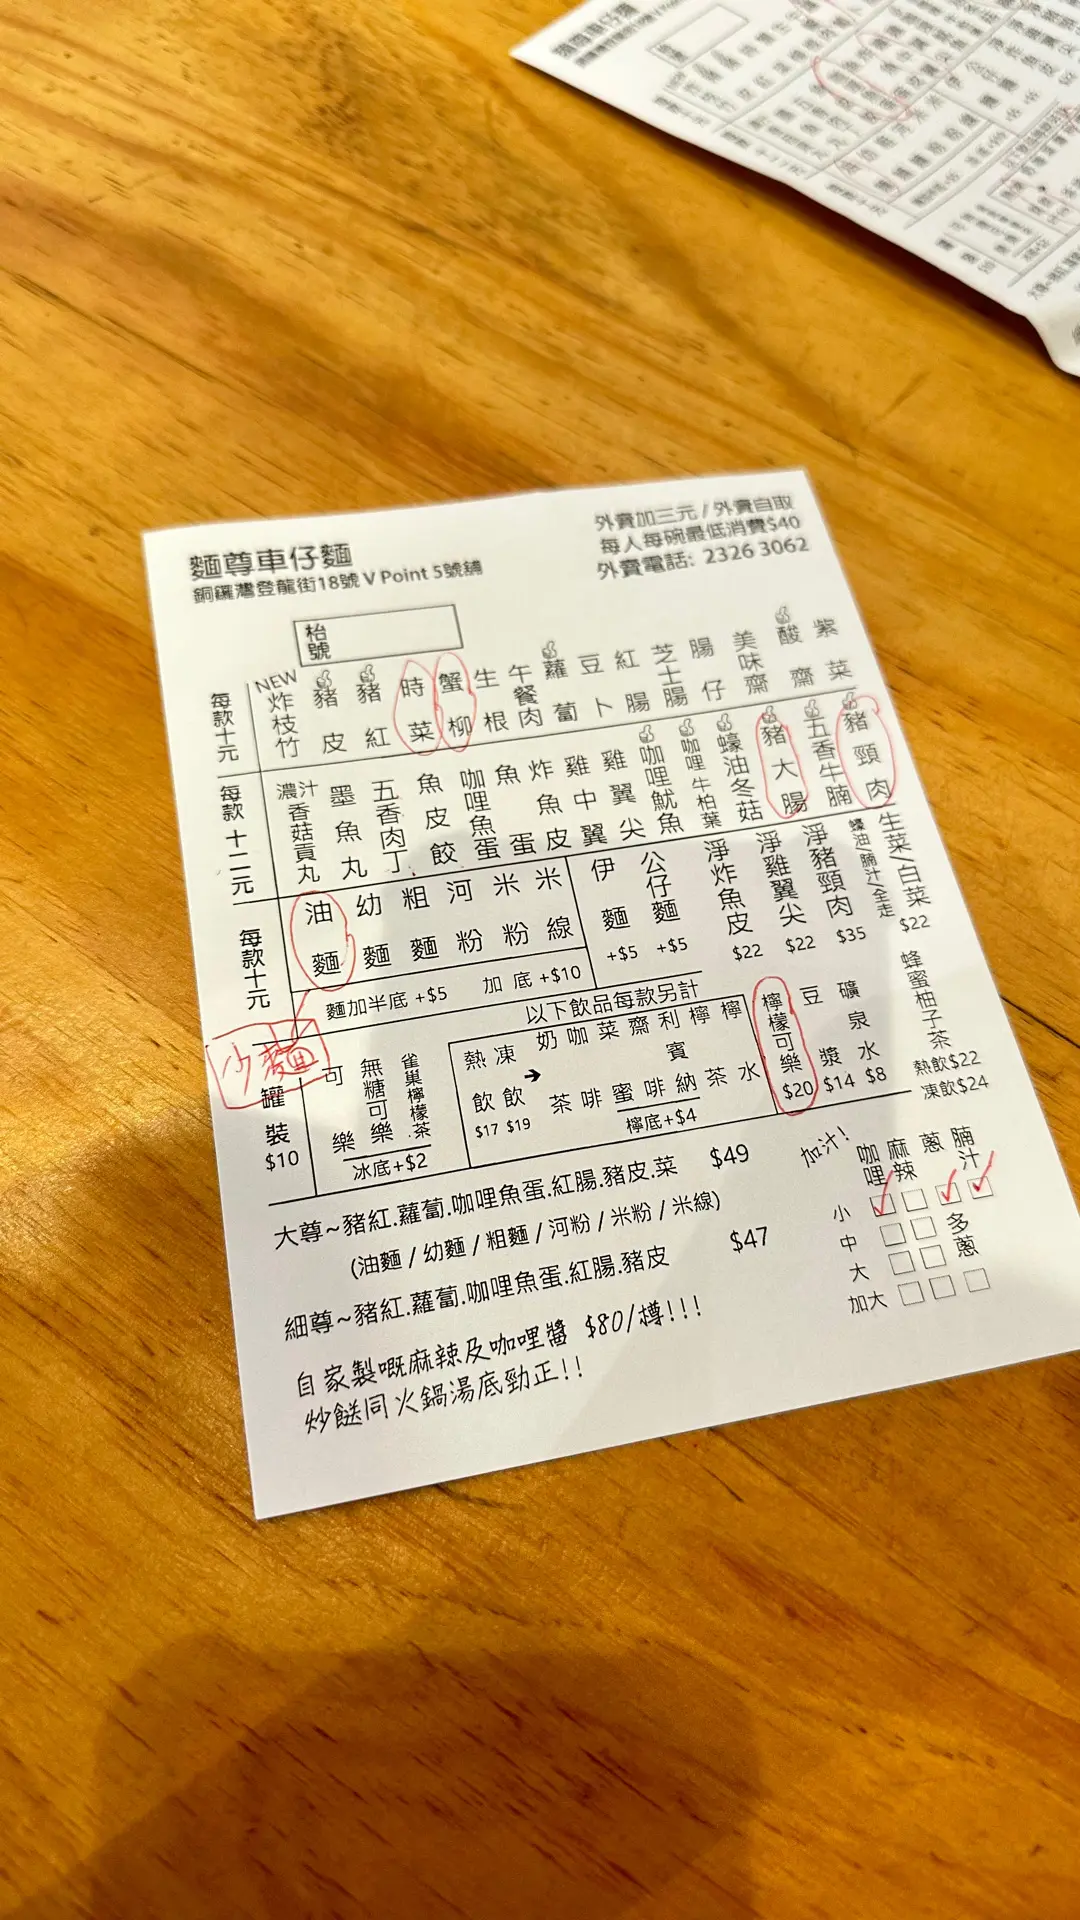 麵尊車仔麵
銅鑼灣登龍街18號 V Point 5號舖
外賣加三元 / 外賣自取
每人每碗最低消費$40
外賣電話: 2326 3062
枱號
每款十元
NEW 炸枝竹
豬皮
豬紅
時菜
蟹柳
生根
午餐肉
蘿蔔
豆卜
紅腸
芝士腸
腸仔
美味齋
酸齋
紫菜
每款十二元
濃汁香菇貢丸
墨魚丸
五香肉丁
魚皮餃
咖哩魚蛋
魚蛋
炸魚皮
雞中翼
雞翼尖
咖哩魷魚
咖哩牛柏葉
蠔油冬菇
豬大腸
五香牛腩
豬頸肉
每款十元
油麵
幼麵
粗麵
河粉
米粉
米線
麵加半底 +$5
加底 +$10
伊麵 +$5
公仔麵 +$5
淨炸魚皮 $22
淨雞翼尖 $22
淨豬頸肉 $35
蠔油/腩汁/全走
生菜/白菜 $22
少麵
罐裝 $10
可樂
無糖可樂
雀巢檸檬茶
冰底+$2
以下飲品每款另計
熱飲 $17
凍飲 $19
奶茶
咖啡
菜蜜
齋啡
利賓納
檸茶
檸水
檸底+$4
檸檬可樂 $20
豆漿 $14
礦泉水 $8
蜂蜜柚子茶
熱飲$22
凍飲$24
大尊~豬紅.蘿蔔.咖哩魚蛋.紅腸.豬皮.菜 $49
(油麵 / 幼麵 / 粗麵 / 河粉 / 米粉 / 米線)
細尊~豬紅.蘿蔔.咖哩魚蛋.紅腸.豬皮 $47
加汁!
咖哩 麻辣 蔥 腩汁
小
中 多蔥
大
加大
自家製嘅麻辣及咖哩醬 $80/樽!!!
炒餸同火鍋湯底勁正!!